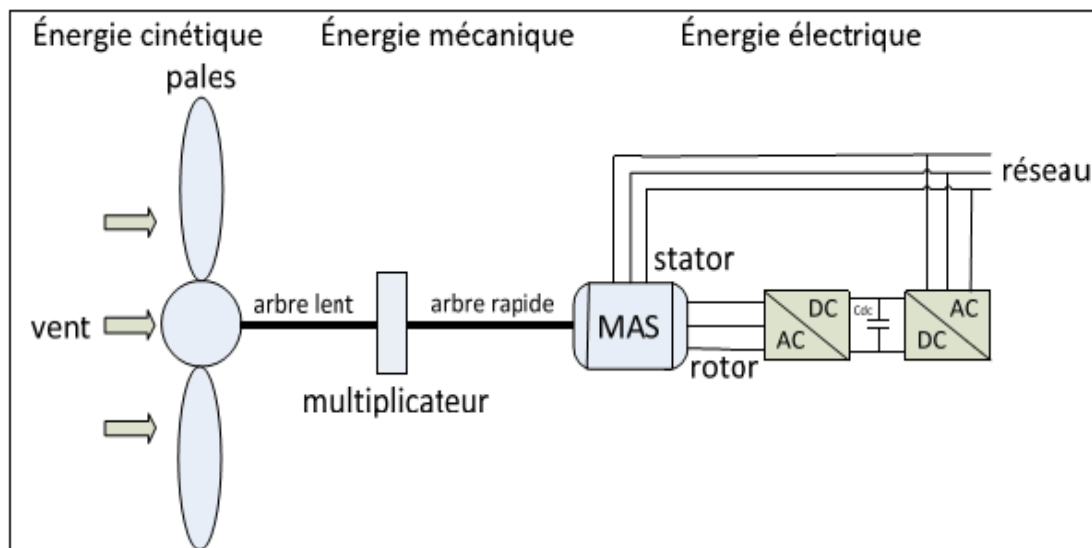 Énergie cinétique
Énergie mécanique
Énergie électrique
pales
réseau
stator
arbre lent
arbre rapide
vent
MAS
DC
AC
Cdc
AC
DC
rotor
multiplicateur